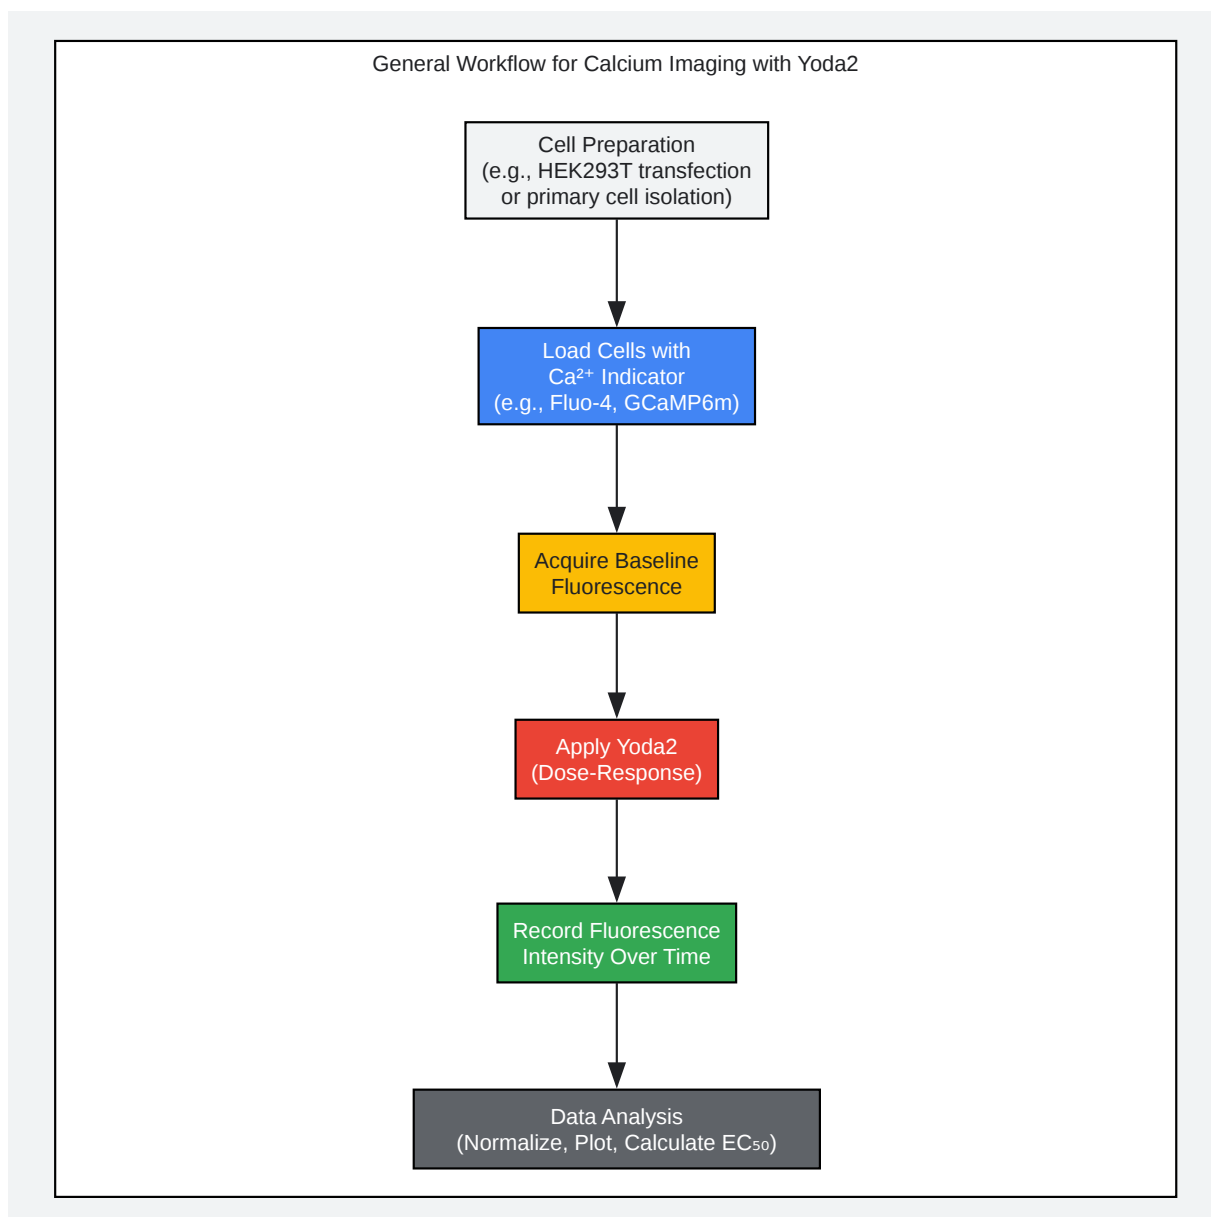 General Workflow for Calcium Imaging with Yoda2
Cell Preparation
(e.g., HEK293T transfection
or primary cell isolation)
Load Cells with
Ca²⁺ Indicator
(e.g., Fluo-4, GCaMP6m)
Acquire Baseline
Fluorescence
Apply Yoda2
(Dose-Response)
Record Fluorescence
Intensity Over Time
Data Analysis
(Normalize, Plot, Calculate EC₅₀)